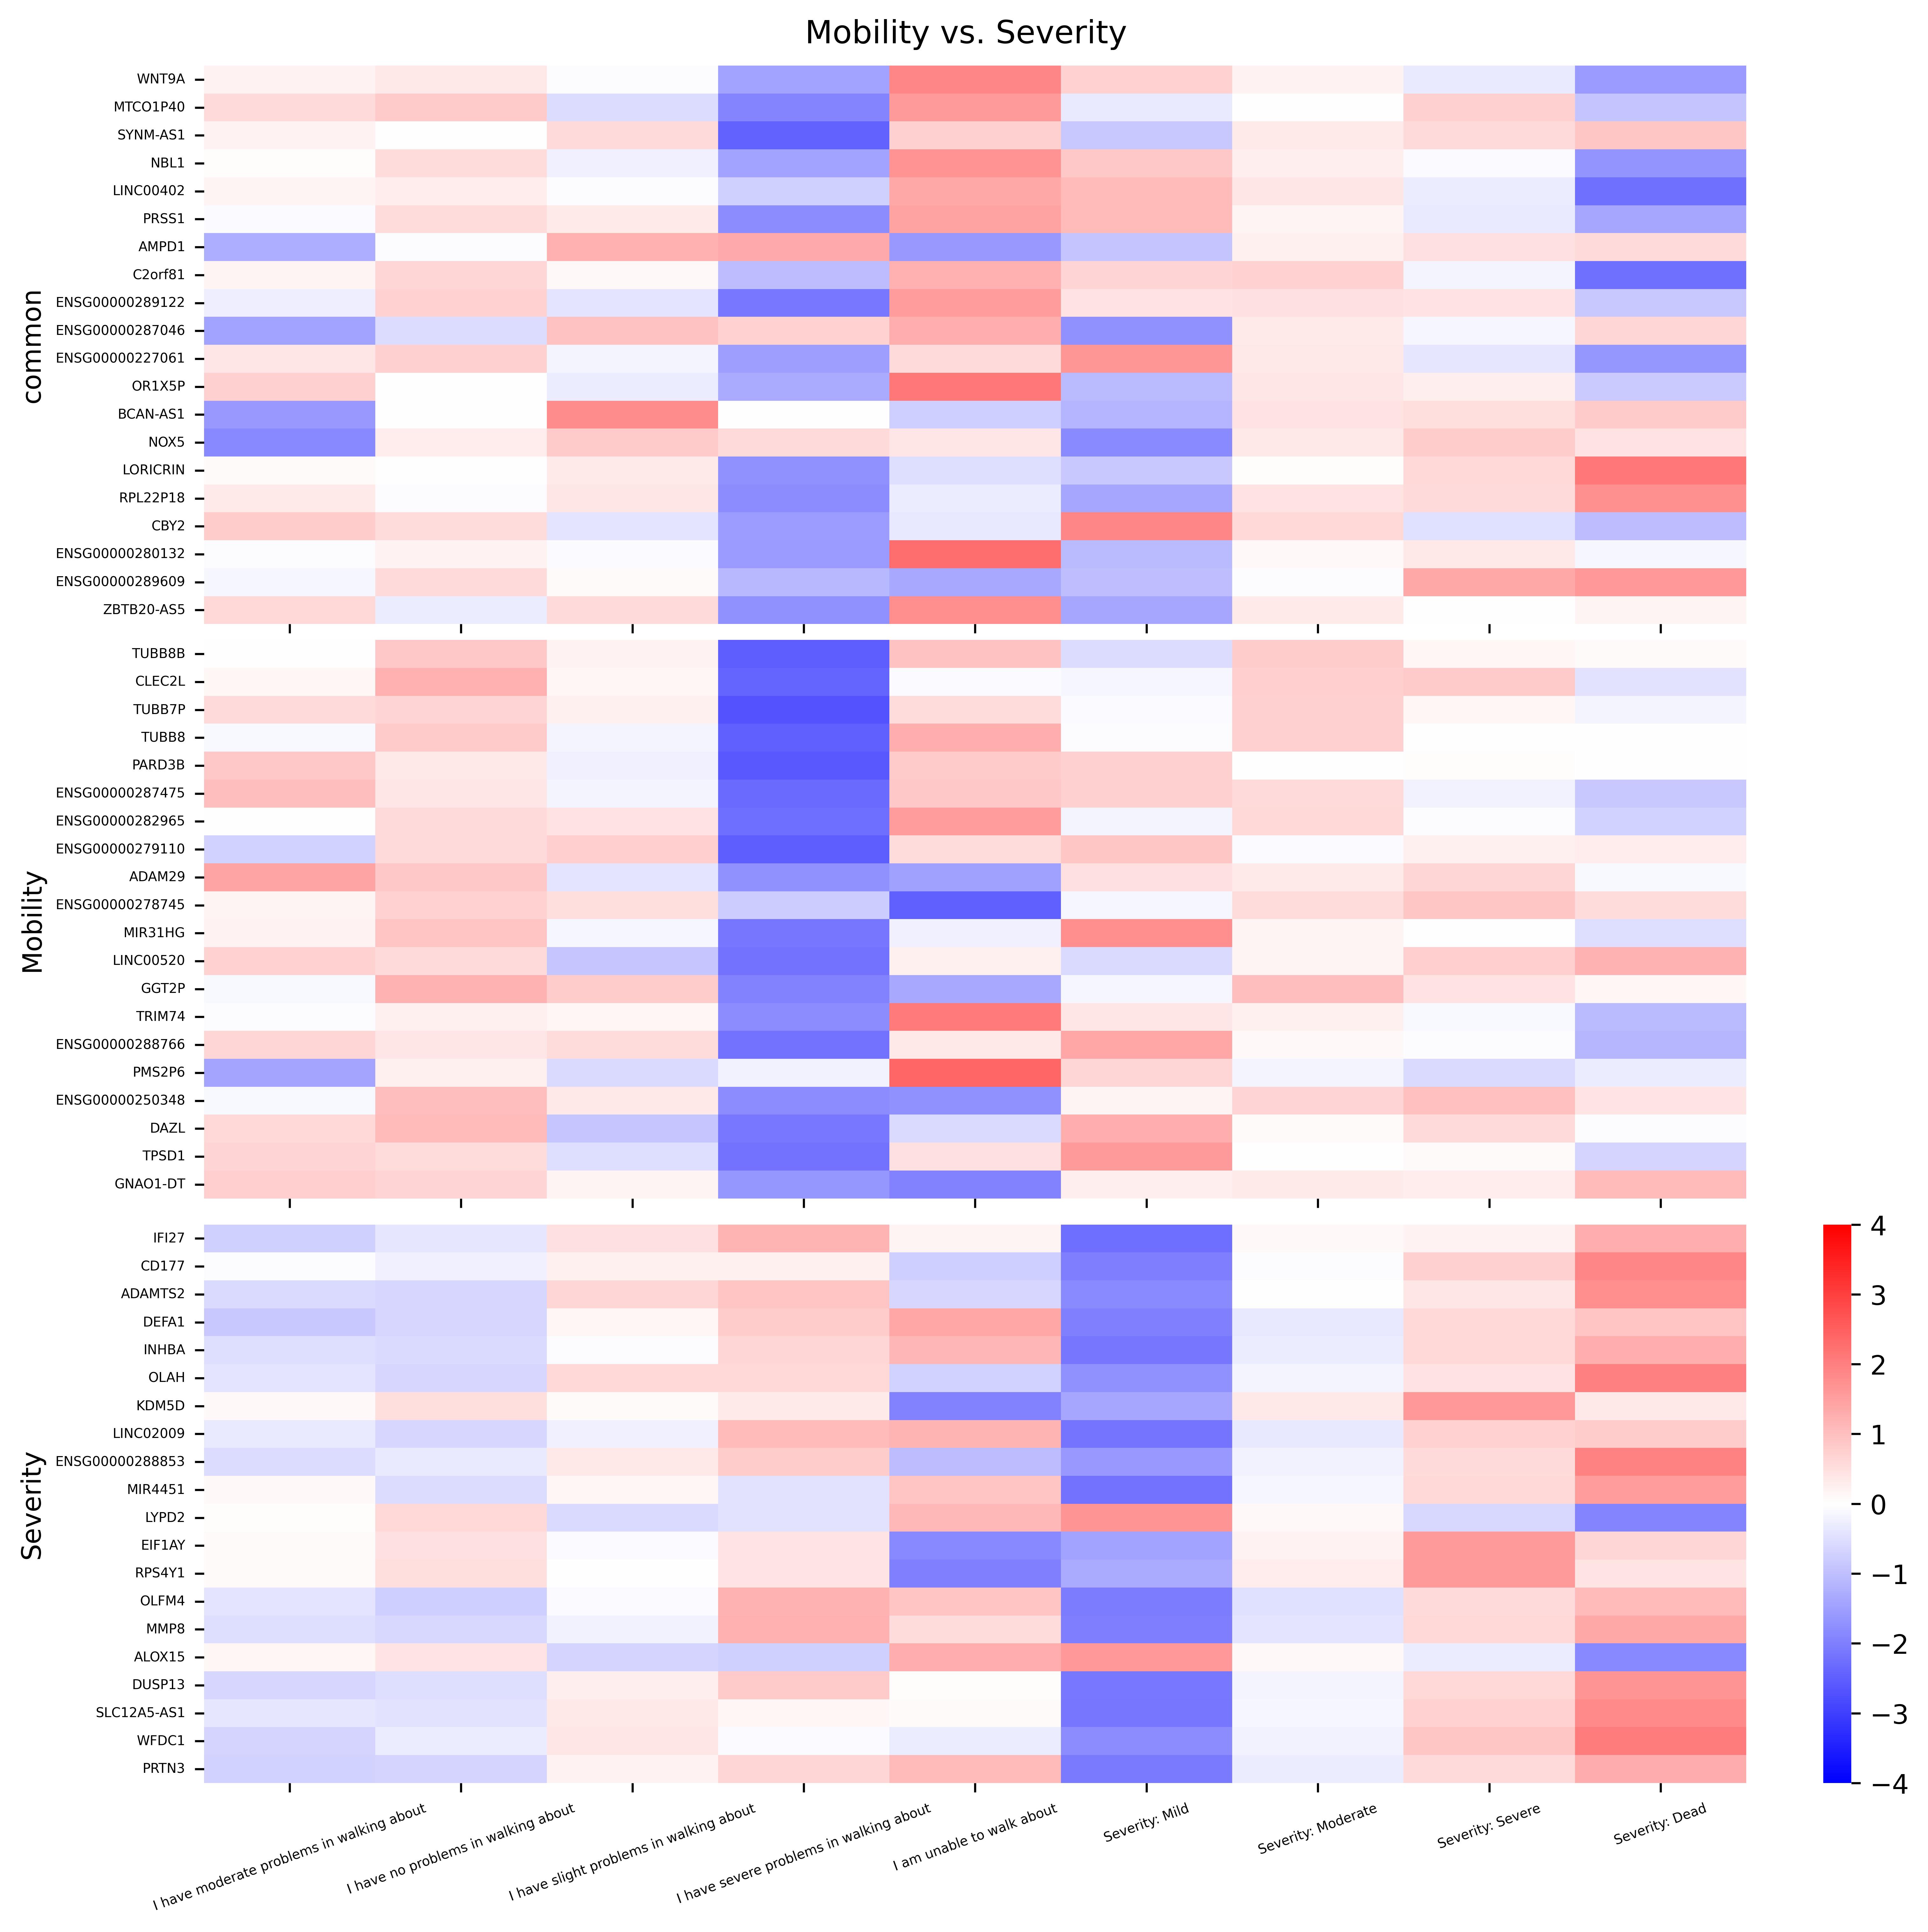 Mobility vs. Severity
common
WNT9A
MTCO1P40
SYNM-AS1
NBL1
LINC00402
PRSS1
AMPD1
C2orf81
ENSG00000289122
ENSG00000287046
ENSG00000227061
OR1X5P
BCAN-AS1
NOX5
LORICRIN
RPL22P18
CBY2
ENSG00000280132
ENSG00000289609
ZBTB20-AS5
Mobility
TUBB8B
CLEC2L
TUBB7P
TUBB8
PARD3B
ENSG00000287475
ENSG00000282965
ENSG00000279110
ADAM29
ENSG00000278745
MIR31HG
LINC00520
GGT2P
TRIM74
ENSG00000288766
PMS2P6
ENSG00000250348
DAZL
TPSD1
GNAO1-DT
Severity
IFI27
CD177
ADAMTS2
DEFA1
INHBA
OLAH
KDM5D
LINC02009
ENSG00000288853
MIR4451
LYPD2
EIF1AY
RPS4Y1
OLFM4
MMP8
ALOX15
DUSP13
SLC12A5-AS1
WFDC1
PRTN3
I have moderate problems in walking about
I have no problems in walking about
I have slight problems in walking about
I have severe problems in walking about
I am unable to walk about
Severity: Mild
Severity: Moderate
Severity: Severe
Severity: Dead
4
3
2
1
0
−1
−2
−3
−4